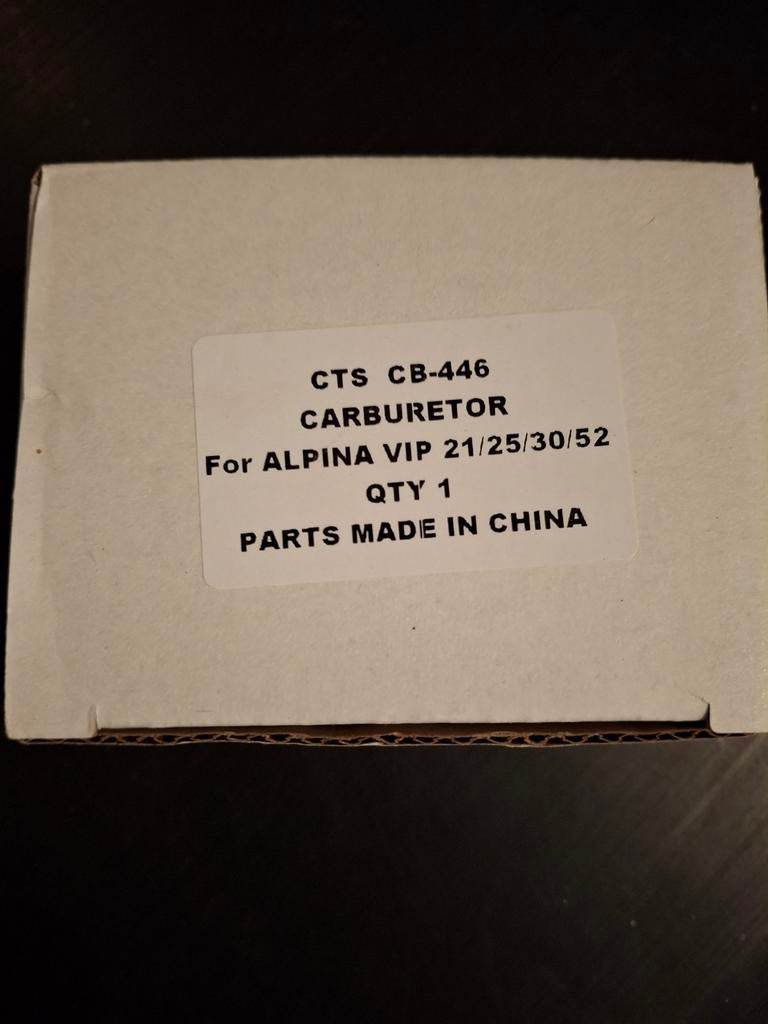 CTS CB-446
CARBURETOR
For ALPINA VIP 21/25/30/52
QTY 1
PARTS MADE IN CHINA